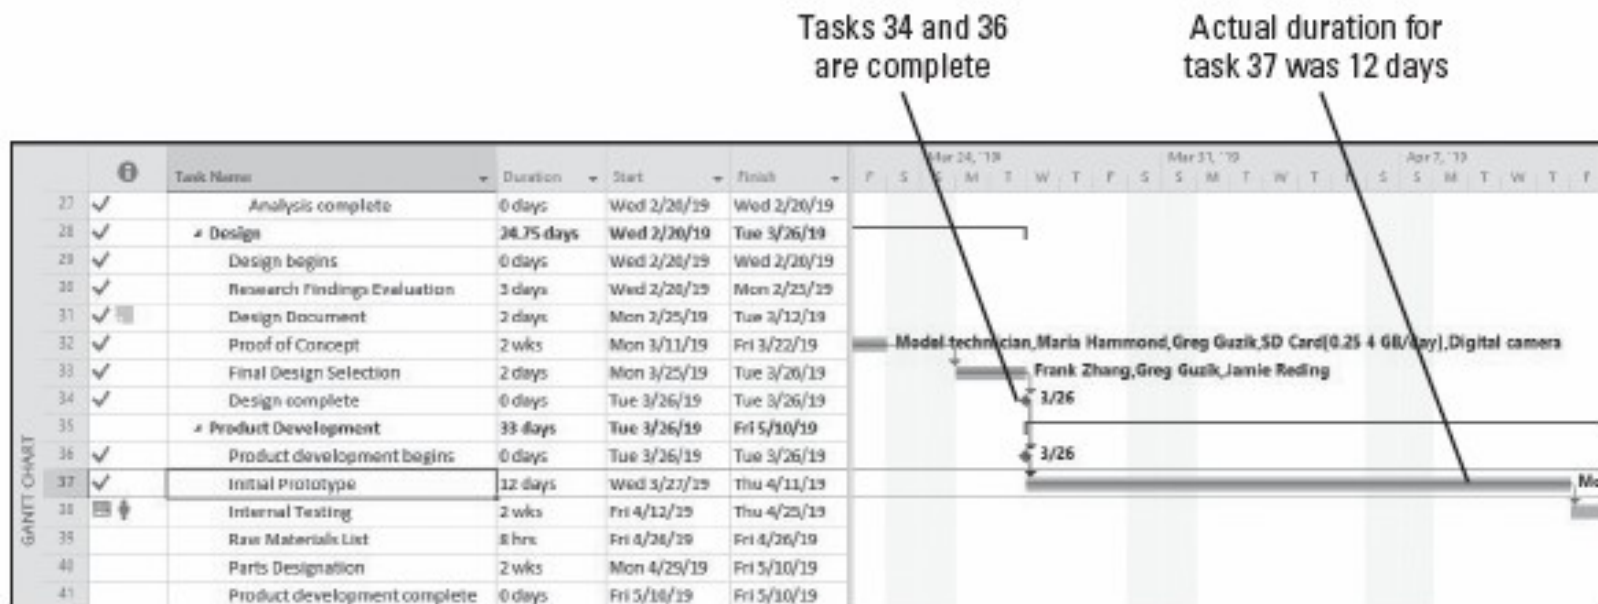 Tasks 34 and 36
are complete
Actual duration for
task 37 was 12 days
Mar 24, '19 Mar 31, '19 Apr 7, '19
Task Name Duration Start Finish F S S M T W T F S S M T W T F S S M T W T F
27 Analysis complete 0 days Wed 2/20/19 Wed 2/20/19
28 Design 24.75 days Wed 2/20/19 Tue 3/26/19
29 Design begins 0 days Wed 2/20/19 Wed 2/20/19
30 Research Findings Evaluation 3 days Wed 2/20/19 Mon 2/25/19
31 Design Document 2 days Mon 2/25/19 Tue 3/12/19
32 Proof of Concept 2 wks Mon 3/11/19 Fri 3/22/19 Model technician,Maria Hammond,Greg Guzik,SD Card[0.25 4 GB/day],Digital camera
33 Final Design Selection 2 days Mon 3/25/19 Tue 3/26/19 Frank Zhang,Greg Guzik,Jamie Reding
34 Design complete 0 days Tue 3/26/19 Tue 3/26/19 3/26
35 Product Development 33 days Tue 3/26/19 Fri 5/10/19
36 Product development begins 0 days Tue 3/26/19 Tue 3/26/19 3/26
37 Initial Prototype 12 days Wed 3/27/19 Thu 4/11/19 Mo
38 Internal Testing 2 wks Fri 4/12/19 Thu 4/25/19
39 Raw Materials List 8 hrs Fri 4/26/19 Fri 4/26/19
40 Parts Designation 2 wks Mon 4/29/19 Fri 5/10/19
41 Product development complete 0 days Fri 5/10/19 Fri 5/10/19
GANTT CHART